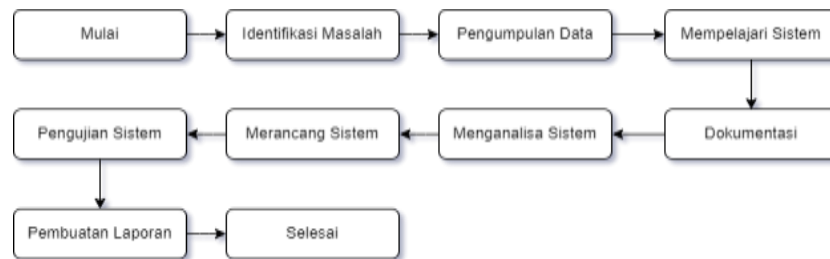 Mulai
Identifikasi Masalah
Pengumpulan Data
Mempelajari Sistem
Dokumentasi
Menganalisa Sistem
Merancang Sistem
Pengujian Sistem
Pembuatan Laporan
Selesai